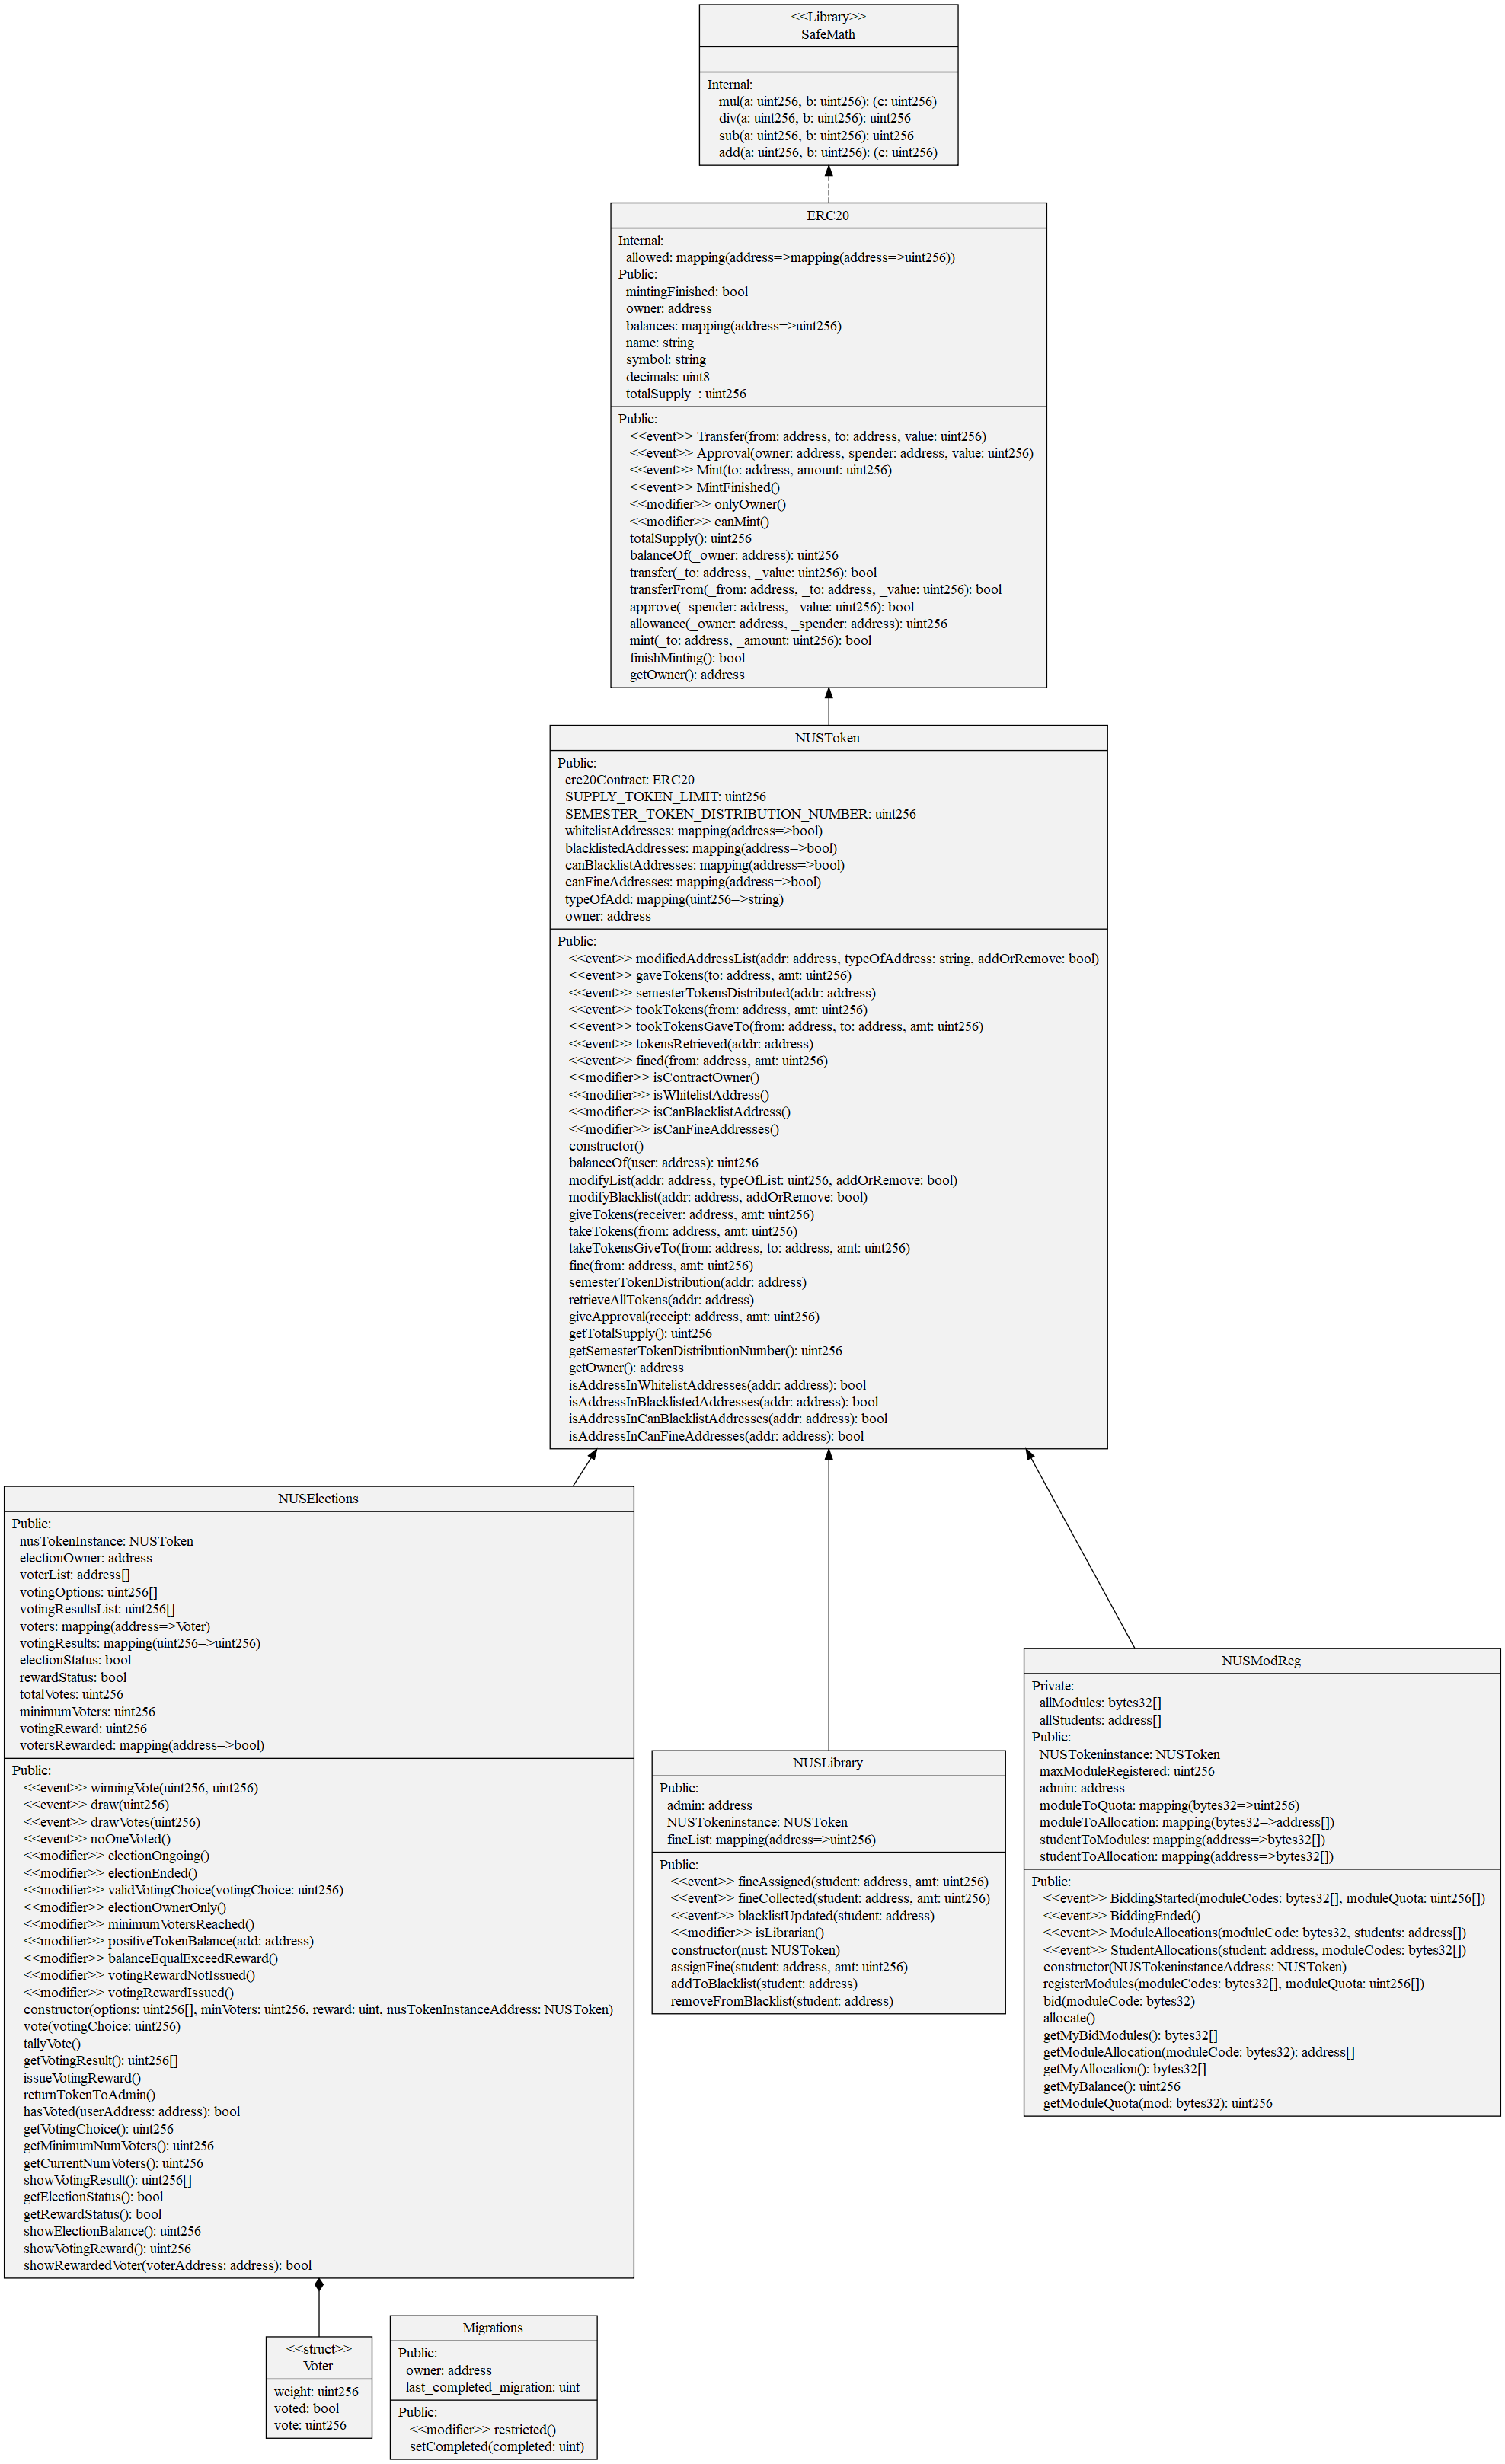 <<Library>>
SafeMath
Internal:
mul(a: uint256, b: uint256): (c: uint256)
div(a: uint256, b: uint256): uint256
sub(a: uint256, b: uint256): uint256
add(a: uint256, b: uint256): (c: uint256)
ERC20
Internal:
allowed: mapping(address=>mapping(address=>uint256))
Public:
mintingFinished: bool
owner: address
balances: mapping(address=>uint256)
name: string
symbol: string
decimals: uint8
totalSupply_: uint256
Public:
<<event>> Transfer(from: address, to: address, value: uint256)
<<event>> Approval(owner: address, spender: address, value: uint256)
<<event>> Mint(to: address, amount: uint256)
<<event>> MintFinished()
<<modifier>> onlyOwner()
<<modifier>> canMint()
totalSupply(): uint256
balanceOf(_owner: address): uint256
transfer(_to: address, _value: uint256): bool
transferFrom(_from: address, _to: address, _value: uint256): bool
approve(_spender: address, _value: uint256): bool
allowance(_owner: address, _spender: address): uint256
mint(_to: address, _amount: uint256): bool
finishMinting(): bool
getOwner(): address
NUSToken
Public:
erc20Contract: ERC20
SUPPLY_TOKEN_LIMIT: uint256
SEMESTER_TOKEN_DISTRIBUTION_NUMBER: uint256
whitelistAddresses: mapping(address=>bool)
blacklistedAddresses: mapping(address=>bool)
canBlacklistAddresses: mapping(address=>bool)
canFineAddresses: mapping(address=>bool)
typeOfAdd: mapping(uint256=>string)
owner: address
Public:
<<event>> modifiedAddressList(addr: address, typeOfAddress: string, addOrRemove: bool)
<<event>> gaveTokens(to: address, amt: uint256)
<<event>> semesterTokensDistributed(addr: address)
<<event>> tookTokens(from: address, amt: uint256)
<<event>> tookTokensGaveTo(from: address, to: address, amt: uint256)
<<event>> tokensRetrieved(addr: address)
<<event>> fined(from: address, amt: uint256)
<<modifier>> isContractOwner()
<<modifier>> isWhitelistAddress()
<<modifier>> isCanBlacklistAddress()
<<modifier>> isCanFineAddresses()
constructor()
balanceOf(user: address): uint256
modifyList(addr: address, typeOfList: uint256, addOrRemove: bool)
modifyBlacklist(addr: address, addOrRemove: bool)
giveTokens(receiver: address, amt: uint256)
takeTokens(from: address, amt: uint256)
takeTokensGiveTo(from: address, to: address, amt: uint256)
fine(from: address, amt: uint256)
semesterTokenDistribution(addr: address)
retrieveAllTokens(addr: address)
giveApproval(receipt: address, amt: uint256)
getTotalSupply(): uint256
getSemesterTokenDistributionNumber(): uint256
getOwner(): address
isAddressInWhitelistAddresses(addr: address): bool
isAddressInBlacklistedAddresses(addr: address): bool
isAddressInCanBlacklistAddresses(addr: address): bool
isAddressInCanFineAddresses(addr: address): bool
NUSElections
Public:
nusTokenInstance: NUSToken
electionOwner: address
voterList: address[]
votingOptions: uint256[]
votingResultsList: uint256[]
voters: mapping(address=>Voter)
votingResults: mapping(uint256=>uint256)
electionStatus: bool
rewardStatus: bool
totalVotes: uint256
minimumVoters: uint256
votingReward: uint256
votersRewarded: mapping(address=>bool)
Public:
<<event>> winningVote(uint256, uint256)
<<event>> draw(uint256)
<<event>> drawVotes(uint256)
<<event>> noOneVoted()
<<modifier>> electionOngoing()
<<modifier>> electionEnded()
<<modifier>> validVotingChoice(votingChoice: uint256)
<<modifier>> electionOwnerOnly()
<<modifier>> minimumVotersReached()
<<modifier>> positiveTokenBalance(add: address)
<<modifier>> balanceEqualExceedReward()
<<modifier>> votingRewardNotIssued()
<<modifier>> votingRewardIssued()
constructor(options: uint256[], minVoters: uint256, reward: uint, nusTokenInstanceAddress: NUSToken)
vote(votingChoice: uint256)
tallyVote()
getVotingResult(): uint256[]
issueVotingReward()
returnTokenToAdmin()
hasVoted(userAddress: address): bool
getVotingChoice(): uint256
getMinimumNumVoters(): uint256
getCurrentNumVoters(): uint256
showVotingResult(): uint256[]
getElectionStatus(): bool
getRewardStatus(): bool
showElectionBalance(): uint256
showVotingReward(): uint256
showRewardedVoter(voterAddress: address): bool
NUSLibrary
Public:
admin: address
NUSTokeninstance: NUSToken
fineList: mapping(address=>uint256)
Public:
<<event>> fineAssigned(student: address, amt: uint256)
<<event>> fineCollected(student: address, amt: uint256)
<<event>> blacklistUpdated(student: address)
<<modifier>> isLibrarian()
constructor(nust: NUSToken)
assignFine(student: address, amt: uint256)
addToBlacklist(student: address)
removeFromBlacklist(student: address)
NUSModReg
Private:
allModules: bytes32[]
allStudents: address[]
Public:
NUSTokeninstance: NUSToken
maxModuleRegistered: uint256
admin: address
moduleToQuota: mapping(bytes32=>uint256)
moduleToAllocation: mapping(bytes32=>address[])
studentToModules: mapping(address=>bytes32[])
studentToAllocation: mapping(address=>bytes32[])
Public:
<<event>> BiddingStarted(moduleCodes: bytes32[], moduleQuota: uint256[])
<<event>> BiddingEnded()
<<event>> ModuleAllocations(moduleCode: bytes32, students: address[])
<<event>> StudentAllocations(student: address, moduleCodes: bytes32[])
constructor(NUSTokeninstanceAddress: NUSToken)
registerModules(moduleCodes: bytes32[], moduleQuota: uint256[])
bid(moduleCode: bytes32)
allocate()
getMyBidModules(): bytes32[]
getModuleAllocation(moduleCode: bytes32): address[]
getMyAllocation(): bytes32[]
getMyBalance(): uint256
getModuleQuota(mod: bytes32): uint256
<<struct>>
Voter
weight: uint256
voted: bool
vote: uint256
Migrations
Public:
owner: address
last_completed_migration: uint
Public:
<<modifier>> restricted()
setCompleted(completed: uint)